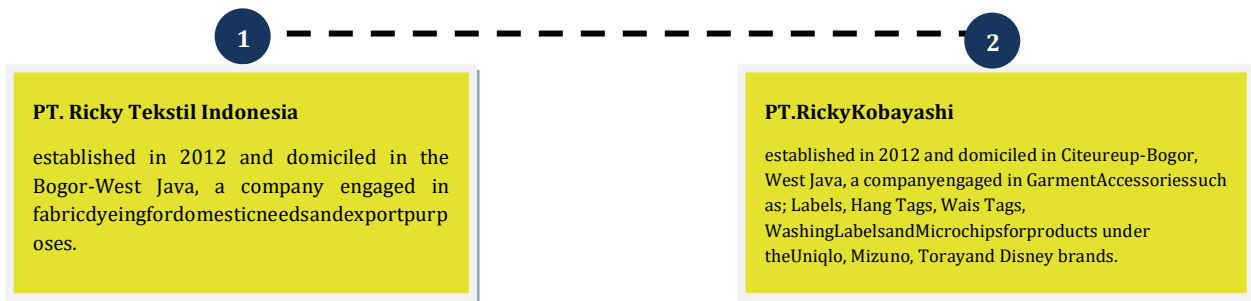 1
2
PT. Ricky Tekstil Indonesia
established in 2012 and domiciled in the
Bogor-West Java, a company engaged in
fabricdyeingfordomesticneedsandexportpurp
oses.
PT.RickyKobayashi
established in 2012 and domiciled in Citeureup-Bogor,
West Java, a companyengaged in GarmentAccessoriessuch
as; Labels, Hang Tags, Wais Tags,
WashingLabelsandMicrochipsforproducts under
theUniqlo, Mizuno, Torayand Disney brands.